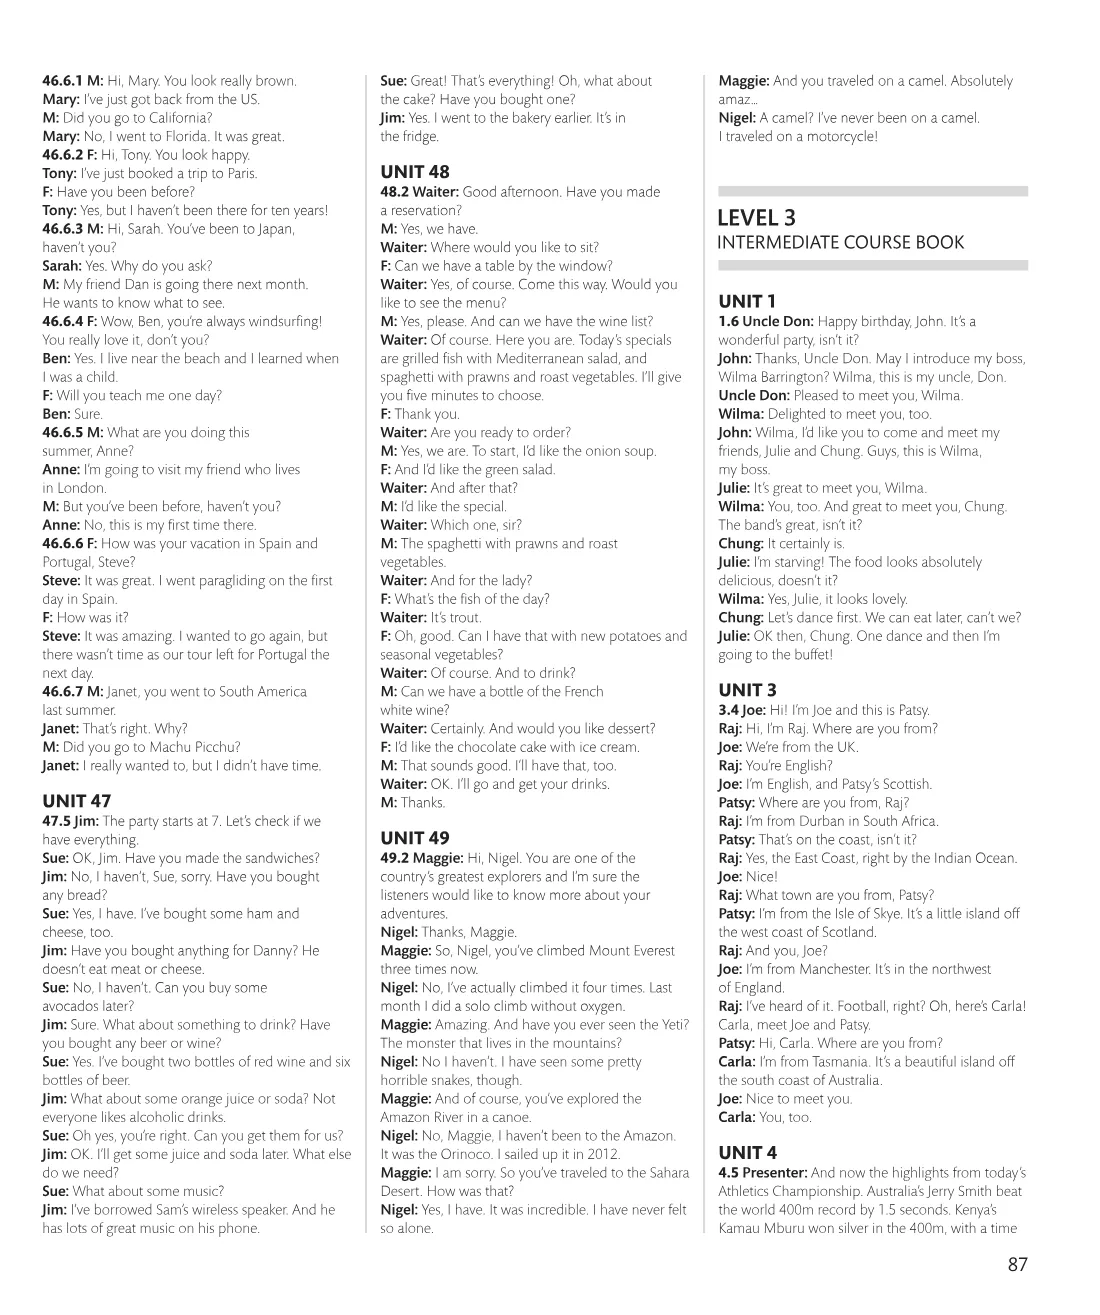 46.6.1 M: Hi, Mary. You look really brown.
Mary: I've just got back from the US.
M: Did you go to California?
Mary: No, I went to Florida. It was great.
46.6.2 F: Hi, Tony. You look happy.
Tony: I've just booked a trip to Paris.
F: Have you been before?
Tony: Yes, but I haven't been there for ten years!
46.6.3 M: Hi, Sarah. You've been to Japan,
haven't you?
Sarah: Yes. Why do you ask?
M: My friend Dan is going there next month.
He wants to know what to see.
46.6.4 F: Wow, Ben, you're always windsurfing!
You really love it, don't you?
Ben: Yes. I live near the beach and I learned when
I was a child.
F: Will you teach me one day?
Ben: Sure.
46.6.5 M: What are you doing this
summer, Anne?
Anne: I'm going to visit my friend who lives
in London.
M: But you've been before, haven't you?
Anne: No, this is my first time there.
46.6.6 F: How was your vacation in Spain and
Portugal, Steve?
Steve: It was great. I went paragliding on the first
day in Spain.
F: How was it?
Steve: It was amazing. I wanted to go again, but
there wasn't time as our tour left for Portugal the
next day.
46.6.7 M: Janet, you went to South America
last summer.
Janet: That's right. Why?
M: Did you go to Machu Picchu?
Janet: I really wanted to, but I didn't have time.
UNIT 47
47.5 Jim: The party starts at 7. Let's check if we
have everything.
Sue: OK, Jim. Have you made the sandwiches?
Jim: No, I haven't, Sue, sorry. Have you bought
any bread?
Sue: Yes, I have. I've bought some ham and
cheese, too.
Jim: Have you bought anything for Danny? He
doesn't eat meat or cheese.
Sue: No, I haven't. Can you buy some
avocados later?
Jim: Sure. What about something to drink? Have
you bought any beer or wine?
Sue: Yes. I've bought two bottles of red wine and six
bottles of beer.
Jim: What about some orange juice or soda? Not
everyone likes alcoholic drinks.
Sue: Oh yes, you're right. Can you get them for us?
Jim: OK. I'll get some juice and soda later. What else
do we need?
Sue: What about some music?
Jim: I've borrowed Sam's wireless speaker. And he
has lots of great music on his phone.
Sue: Great! That's everything! Oh, what about
the cake? Have you bought one?
Jim: Yes. I went to the bakery earlier. It's in
the fridge.
UNIT 48
48.2 Waiter: Good afternoon. Have you made
a reservation?
M: Yes, we have.
Waiter: Where would you like to sit?
F: Can we have a table by the window?
Waiter: Yes, of course. Come this way. Would you
like to see the menu?
M: Yes, please. And can we have the wine list?
Waiter: Of course. Here you are. Today's specials
are grilled fish with Mediterranean salad, and
spaghetti with prawns and roast vegetables. I'll give
you five minutes to choose.
F: Thank you.
Waiter: Are you ready to order?
M: Yes, we are. To start, I'd like the onion soup.
F: And I'd like the green salad.
Waiter: And after that?
M: I'd like the special.
Waiter: Which one, sir?
M: The spaghetti with prawns and roast
vegetables.
Waiter: And for the lady?
F: What's the fish of the day?
Waiter: It's trout.
F: Oh, good. Can I have that with new potatoes and
seasonal vegetables?
Waiter: Of course. And to drink?
M: Can we have a bottle of the French
white wine?
Waiter: Certainly. And would you like dessert?
F: I'd like the chocolate cake with ice cream.
M: That sounds good. I'll have that, too.
Waiter: OK. I'll go and get your drinks.
M: Thanks.
UNIT 49
49.2 Maggie: Hi, Nigel. You are one of the
country's greatest explorers and I'm sure the
listeners would like to know more about your
adventures.
Nigel: Thanks, Maggie.
Maggie: So, Nigel, you've climbed Mount Everest
three times now.
Nigel: No, I've actually climbed it four times. Last
month I did a solo climb without oxygen.
Maggie: Amazing. And have you ever seen the Yeti?
The monster that lives in the mountains?
Nigel: No I haven't. I have seen some pretty
horrible snakes, though.
Maggie: And of course, you've explored the
Amazon River in a canoe.
Nigel: No, Maggie, I haven't been to the Amazon.
It was the Orinoco. I sailed up it in 2012.
Maggie: I am sorry. So you've traveled to the Sahara
Desert. How was that?
Nigel: Yes, I have. It was incredible. I have never felt
so alone.
Maggie: And you traveled on a camel. Absolutely
amaz...
Nigel: A camel? I've never been on a camel.
I traveled on a motorcycle!
LEVEL 3
INTERMEDIATE COURSE BOOK
UNIT 1
1.6 Uncle Don: Happy birthday, John. It's a
wonderful party, isn't it?
John: Thanks, Uncle Don. May I introduce my boss,
Wilma Barrington? Wilma, this is my uncle, Don.
Uncle Don: Pleased to meet you, Wilma.
Wilma: Delighted to meet you, too.
John: Wilma, I'd like you to come and meet my
friends, Julie and Chung. Guys, this is Wilma,
my boss.
Julie: It's great to meet you, Wilma.
Wilma: You, too. And great to meet you, Chung.
The band's great, isn't it?
Chung: It certainly is.
Julie: I'm starving! The food looks absolutely
delicious, doesn't it?
Wilma: Yes, Julie, it looks lovely.
Chung: Let's dance first. We can eat later, can't we?
Julie: OK then, Chung. One dance and then I'm
going to the buffet!
UNIT 3
3.4 Joe: Hi! I'm Joe and this is Patsy.
Raj: Hi, I'm Raj. Where are you from?
Joe: We're from the UK.
Raj: You're English?
Joe: I'm English, and Patsy's Scottish.
Patsy: Where are you from, Raj?
Raj: I'm from Durban in South Africa.
Patsy: That's on the coast, isn't it?
Raj: Yes, the East Coast, right by the Indian Ocean.
Joe: Nice!
Raj: What town are you from, Patsy?
Patsy: I'm from the Isle of Skye. It's a little island off
the west coast of Scotland.
Raj: And you, Joe?
Joe: I'm from Manchester. It's in the northwest
of England.
Raj: I've heard of it. Football, right? Oh, here's Carla!
Carla, meet Joe and Patsy.
Patsy: Hi, Carla. Where are you from?
Carla: I'm from Tasmania. It's a beautiful island off
the south coast of Australia.
Joe: Nice to meet you.
Carla: You, too.
UNIT 4
4.5 Presenter: And now the highlights from today's
Athletics Championship. Australia's Jerry Smith beat
the world 400m record by 1.5 seconds. Kenya's
Kamau Mburu won silver in the 400m, with a time
87